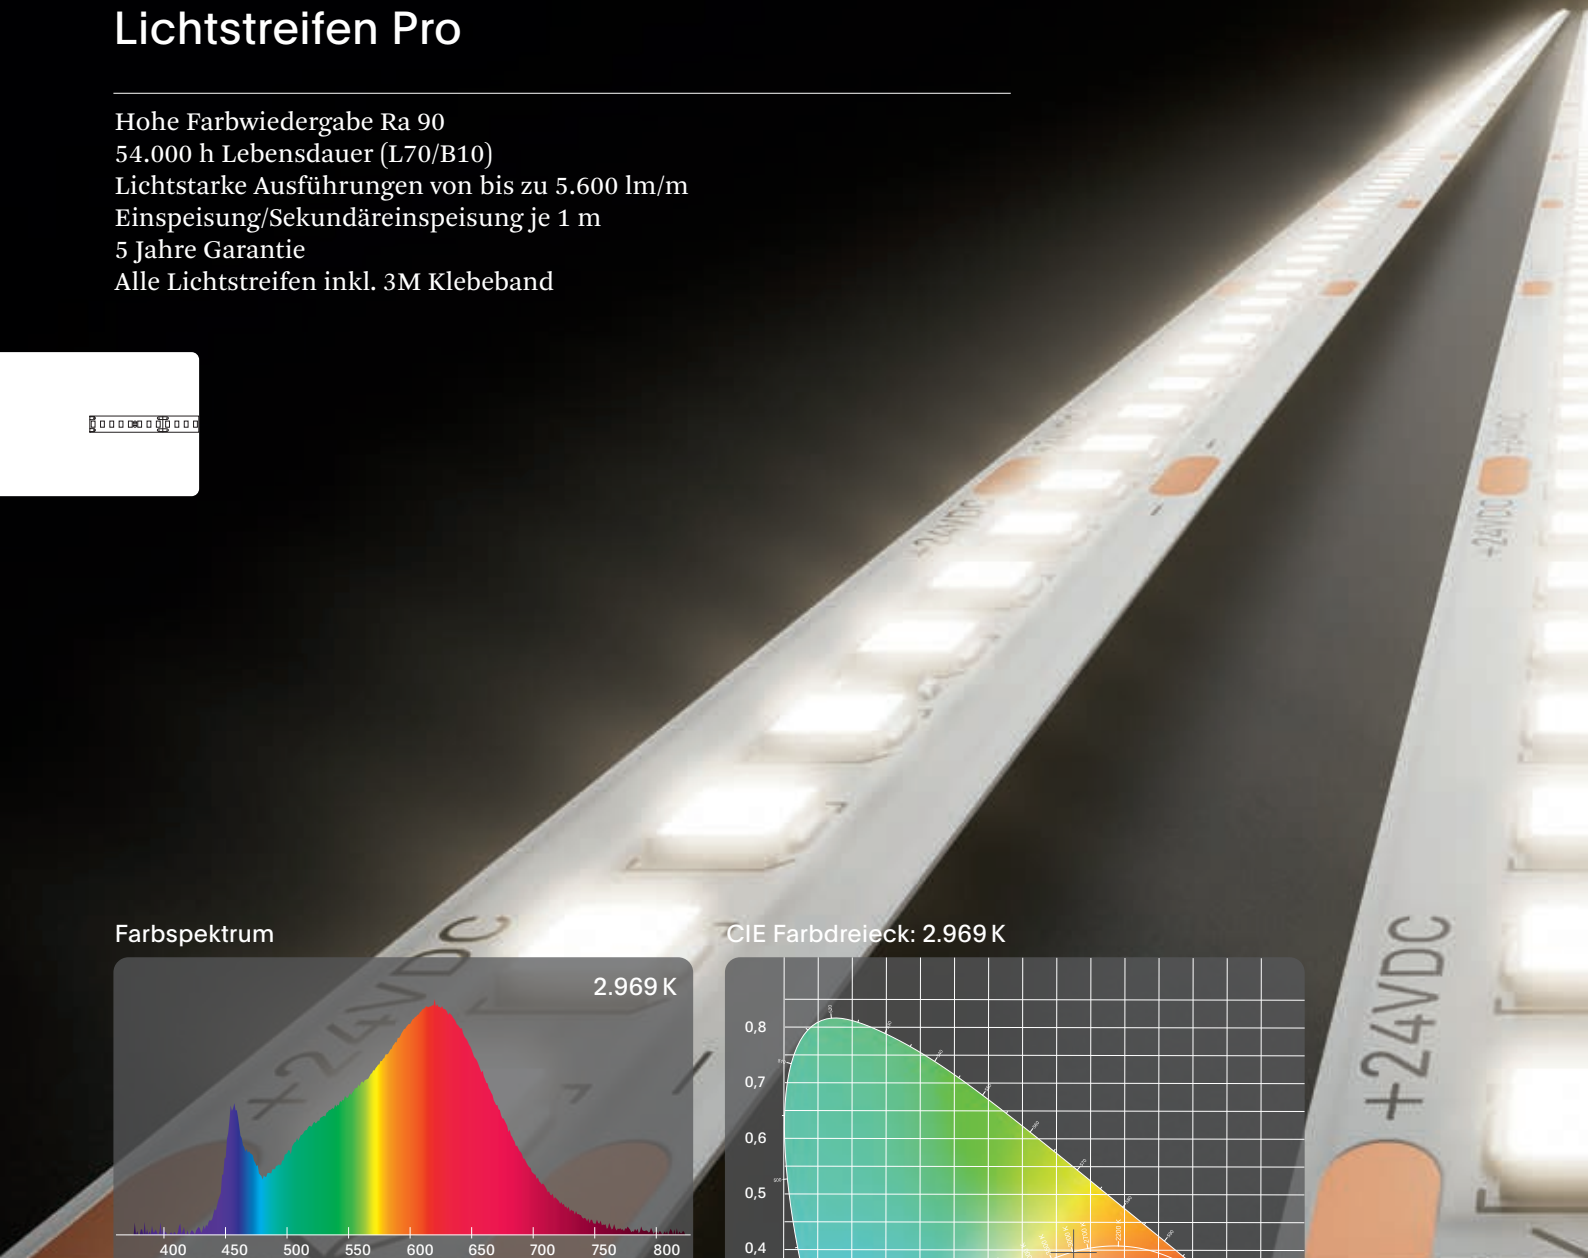 Lichtstreifen Pro
Hohe Farbwiedergabe Ra 90
54.000 h Lebensdauer (L70/B10)
Lichtstarke Ausführungen von bis zu 5.600 lm/m
Einspeisung/Sekundäreinspeisung je 1 m
5 Jahre Garantie
Alle Lichtstreifen inkl. 3M Klebeband
+24VDC
+24VDC
+24VDC
+24VDC
Farbspektrum
2.969 K
400 450 500 550 600 650 700 750 800
CIE Farbdreieck: 2.969 K
0,8
0,7
0,6
0,5
0,4